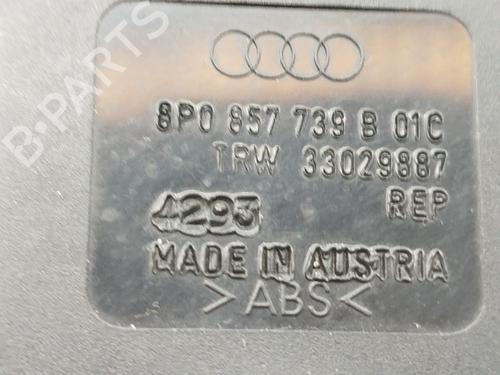 B-PARTS
8P0 857 739 B 01C
TRW 33029887
4293 REP
MADE IN AUSTRIA
>ABS<